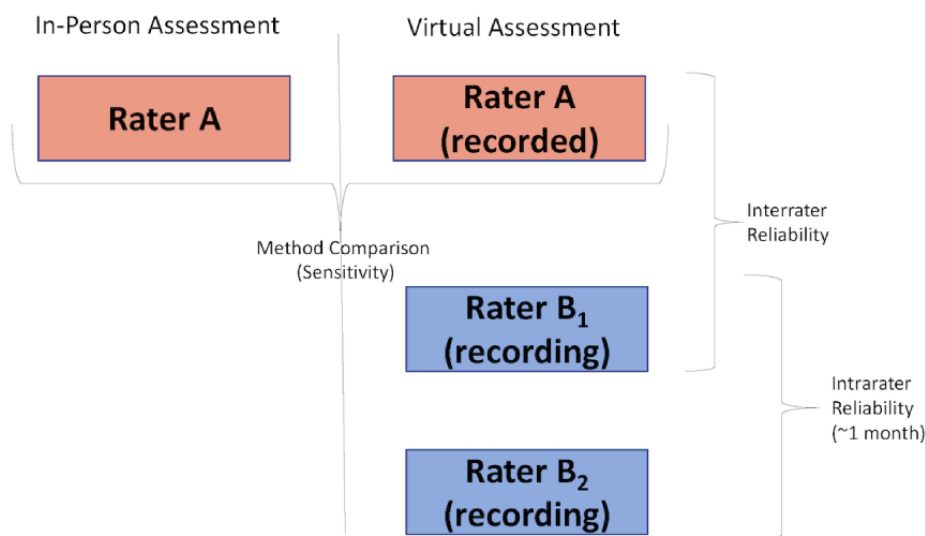 In-Person Assessment
Virtual Assessment
Rater A
Rater A
(recorded)
Interrater
Reliability
Method Comparison
(Sensitivity)
Rater B₁
(recording)
Intrarater
Reliability
(~1 month)
Rater B₂
(recording)